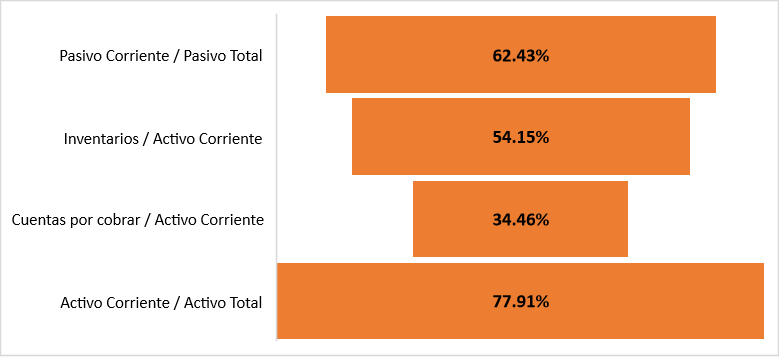 Pasivo Corriente / Pasivo Total
62.43%
Inventarios / Activo Corriente
54.15%
Cuentas por cobrar / Activo Corriente
34.46%
Activo Corriente / Activo Total
77.91%